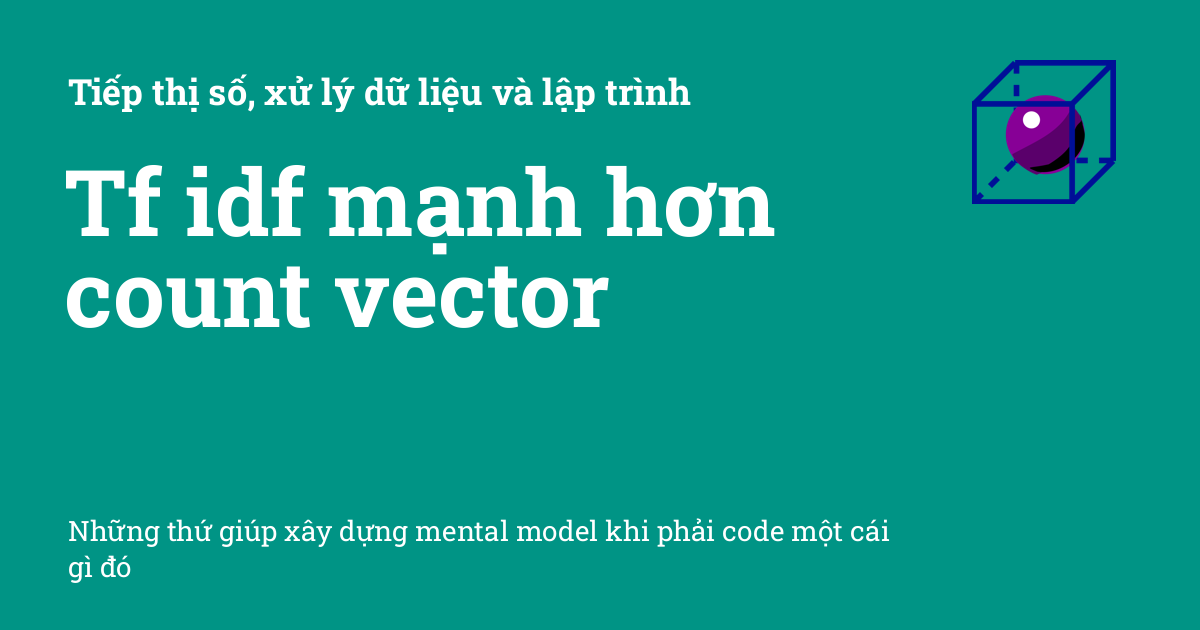 Tiếp thị số, xử lý dữ liệu và lập trình
Tf idf mạnh hơn
count vector
Những thứ giúp xây dựng mental model khi phải code một cái
gì đó